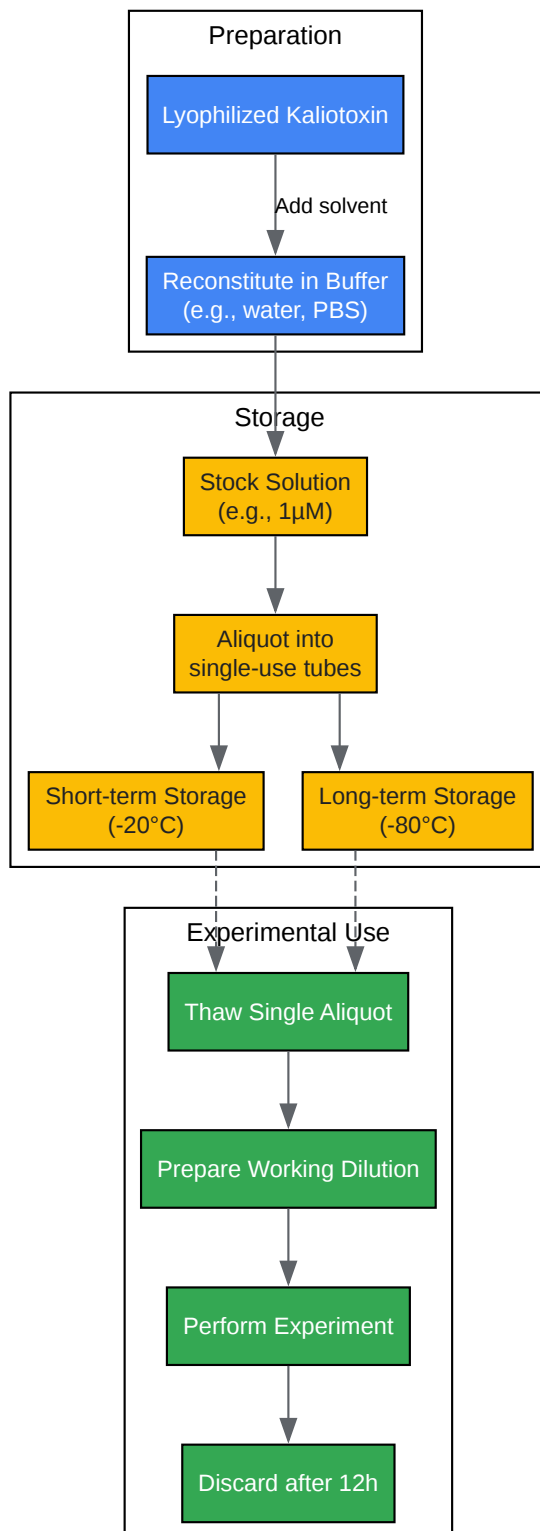 Preparation
Lyophilized Kaliotoxin
Add solvent
Reconstitute in Buffer
(e.g., water, PBS)
Storage
Stock Solution
(e.g., 1µM)
Aliquot into
single-use tubes
Short-term Storage
(-20°C)
Long-term Storage
(-80°C)
Experimental Use
Thaw Single Aliquot
Prepare Working Dilution
Perform Experiment
Discard after 12h